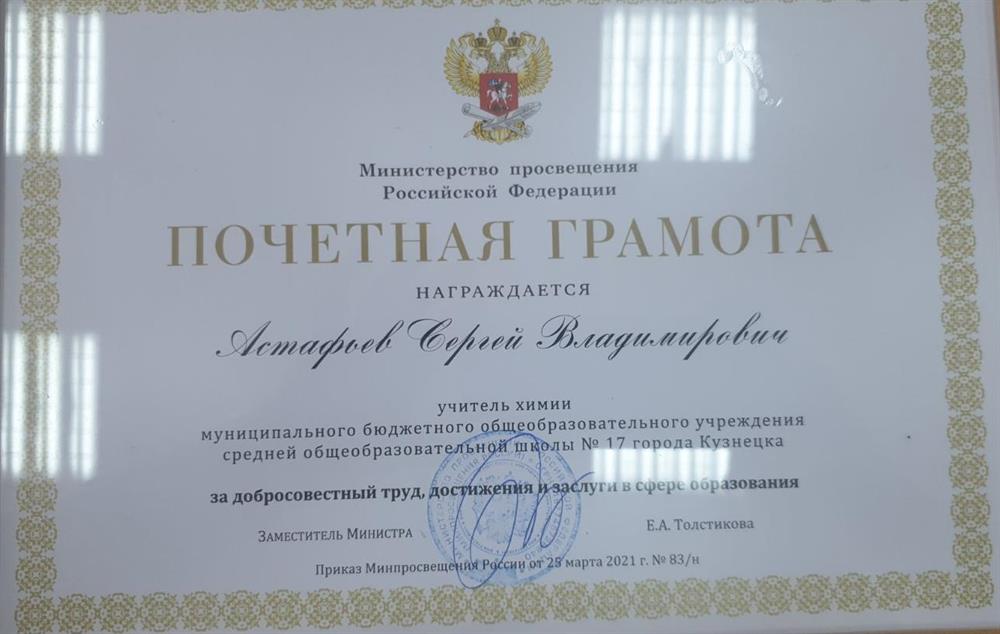 Министерство просвещения
Российской Федерации
ПОЧЕТНАЯ ГРАМОТА
НАГРАЖДАЕТСЯ
Астафьев Сергей Владимирович
учитель химии
муниципального бюджетного общеобразовательного учреждения
средней общеобразовательной школы № 17 города Кузнецка
за добросовестный труд, достижения и заслуги в сфере образования
Заместитель Министра Е.А. Толстикова
Приказ Минпросвещения России от 25 марта 2021 г. № 83/н